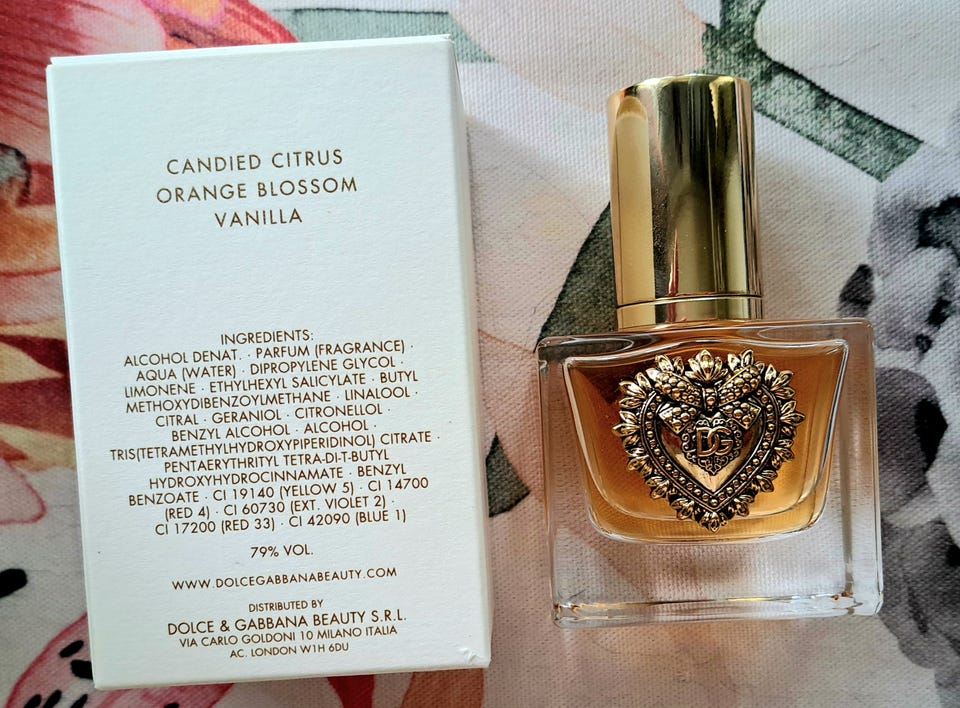 CANDIED CITRUS
ORANGE BLOSSOM
VANILLA
INGREDIENTS:
ALCOHOL DENAT. · PARFUM (FRAGRANCE) ·
AQUA (WATER) · DIPROPYLENE GLYCOL ·
LIMONENE · ETHYLHEXYL SALICYLATE · BUTYL
METHOXYDIBENZOYLMETHANE · LINALOOL ·
CITRAL · GERANIOL · CITRONELLOL ·
BENZYL ALCOHOL · ALCOHOL ·
TRIS(TETRAMETHYLHYDROXYPIPERIDINOL) CITRATE ·
PENTAERYTHRITYL TETRA-DI-T-BUTYL
HYDROXYHYDROCINNAMATE · BENZYL
BENZOATE · CI 19140 (YELLOW 5) · CI 14700
(RED 4) · CI 60730 (EXT. VIOLET 2) ·
CI 17200 (RED 33) · CI 42090 (BLUE 1)
79% VOL.
WWW.DOLCEGABBANABEAUTY.COM
DISTRIBUTED BY
DOLCE & GABBANA BEAUTY S.R.L.
VIA CARLO GOLDONI 10 MILANO ITALIA
AC. LONDON W1H 6DU
DG